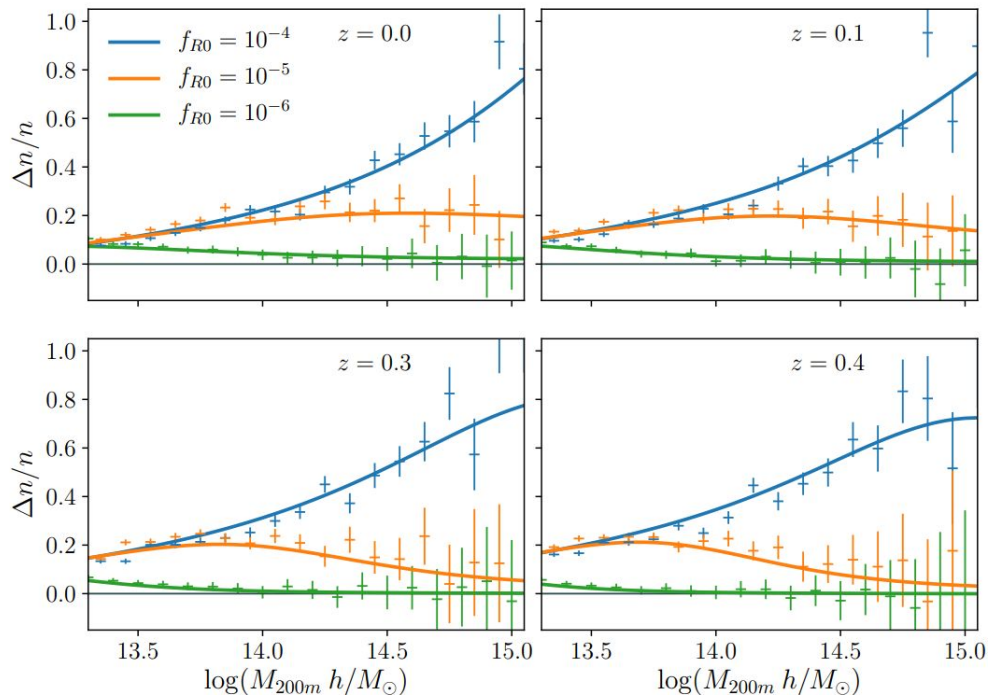 1.0
0.8
0.6
0.4
0.2
0.0
Δn/n
f_{R0} = 10^{-4}
f_{R0} = 10^{-5}
f_{R0} = 10^{-6}
z = 0.0
z = 0.1
1.0
0.8
0.6
0.4
0.2
0.0
Δn/n
z = 0.3
z = 0.4
13.5 14.0 14.5 15.0
13.5 14.0 14.5 15.0
log(M_{200m} h/M_⊙)
log(M_{200m} h/M_⊙)